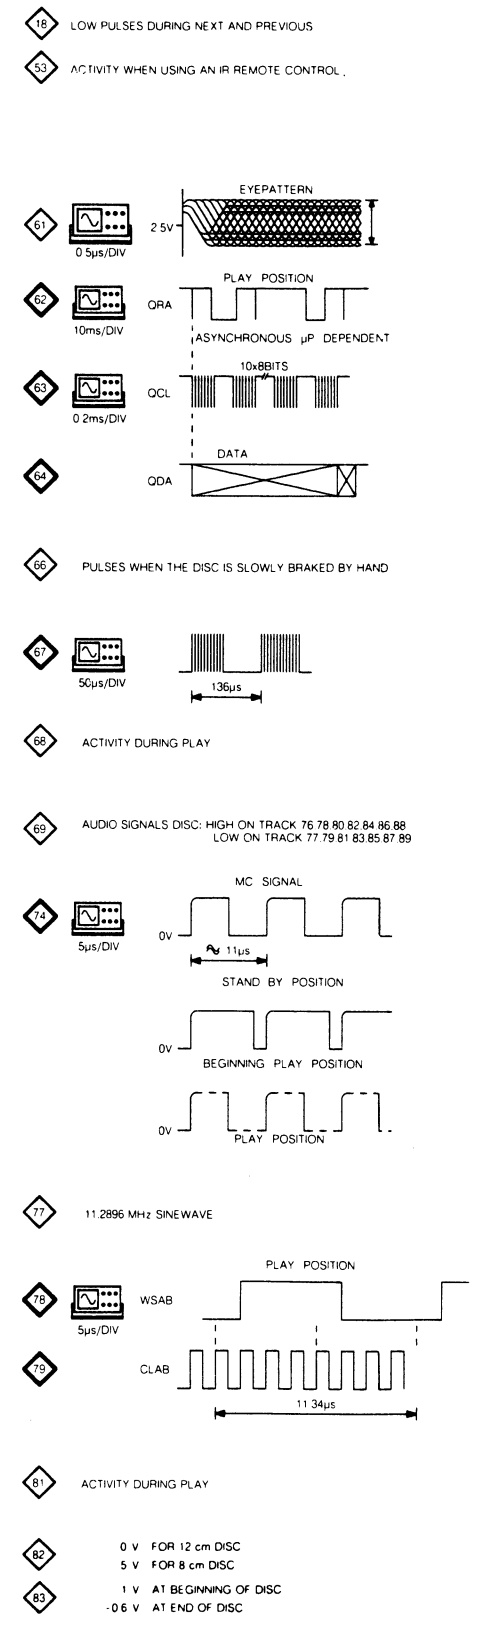 18 LOW PULSES DURING NEXT AND PREVIOUS
53 ACTIVITY WHEN USING AN IR REMOTE CONTROL.
EYEPATTERN
61 2 5V
0 5µs/DIV
PLAY POSITION
62 QRA
10ms/DIV
ASYNCHRONOUS µP DEPENDENT
10x8BITS
63 QCL
0 2ms/DIV
DATA
64 QDA
66 PULSES WHEN THE DISC IS SLOWLY BRAKED BY HAND
67
50µs/DIV
136µs
68 ACTIVITY DURING PLAY
69 AUDIO SIGNALS DISC: HIGH ON TRACK 76.78.80.82.84.86.88
LOW ON TRACK 77.79.81 83.85.87.89
MC SIGNAL
74 0V
5µs/DIV
∿ 11µs
STAND BY POSITION
0V
BEGINNING PLAY POSITION
0V
PLAY POSITION
77 11.2896 MHz SINEWAVE
PLAY POSITION
78 WSAB
5µs/DIV
79 CLAB
11 34µs
81 ACTIVITY DURING PLAY
82 0 V FOR 12 cm DISC
5 V FOR 8 cm DISC
83 1 V AT BEGINNING OF DISC
-0 6 V AT END OF DISC